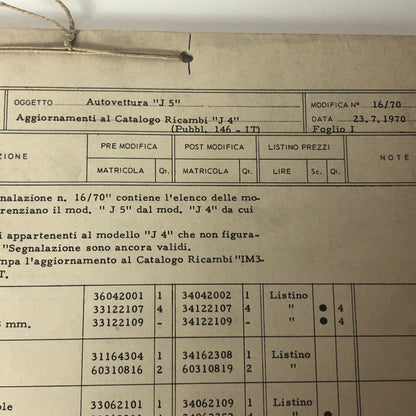 OGGETTO Autovettura "J 5" MODIFICA N° 16/70
Aggiornamenti al Catalogo Ricambi "J 4" DATA 23.7.1970
(Pubbl. 146 - IT) Foglio I
ZIONE PRE MODIFICA POST MODIFICA LISTINO PREZZI NOTE
MATRICOLA Qt. MATRICOLA Qt. LIRE Sc. Qt.
nalazione n. 16/70" contiene l'elenco delle mo-
renziano il mod. "J 5" dal mod. "J 4" da cui
i appartenenti al modello "J 4" che non figura-
"Segnalazione sono ancora validi.
mpa l'aggiornamento al Catalogo Ricambi "IM3-
T.
36042001 1 34042002 1 Listino
33122107 4 34122107 4 " ● 4
mm. 33122109 - 34122109 - " ● 4
31164304 1 34162308 1 Listino
60310816 2 60310819 2 "
ole 33062101 1 34062109 1 Listino